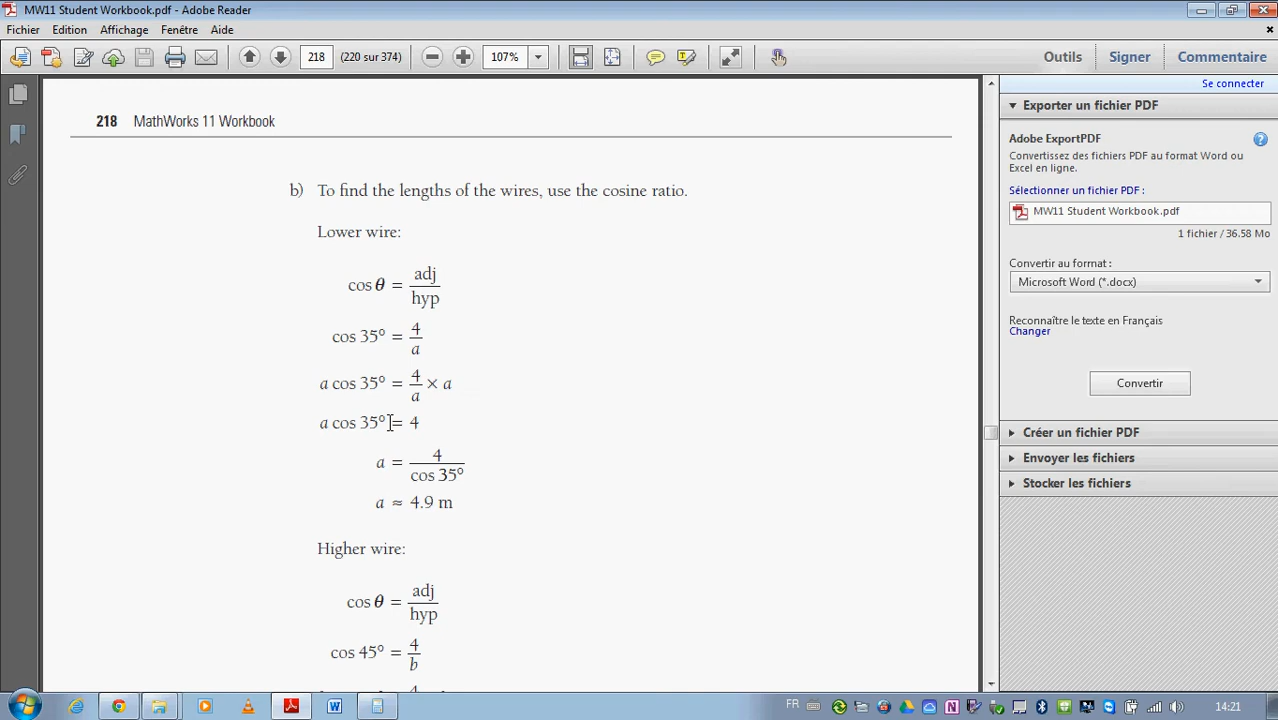 MW11 Student Workbook.pdf - Adobe Reader
Fichier Edition Affichage Fenêtre Aide
218 (220 sur 374) 107% Outils Signer Commentaire
Se connecter
Exporter un fichier PDF
Adobe ExportPDF
Convertissez des fichiers PDF au format Word ou
Excel en ligne.
Sélectionner un fichier PDF :
MW11 Student Workbook.pdf
1 fichier / 36.58 Mo
Convertir au format :
Microsoft Word (*.docx)
Reconnaître le texte en Français
Changer
Convertir
Créer un fichier PDF
Envoyer les fichiers
Stocker les fichiers
218 MathWorks 11 Workbook
b) To find the lengths of the wires, use the cosine ratio.
Lower wire:
cos θ = adj/hyp
cos 35° = 4/a
a cos 35° = 4/a × a
a cos 35° = 4
a = 4/cos 35°
a ≈ 4.9 m
Higher wire:
cos θ = adj/hyp
cos 45° = 4/b
FR 14:21